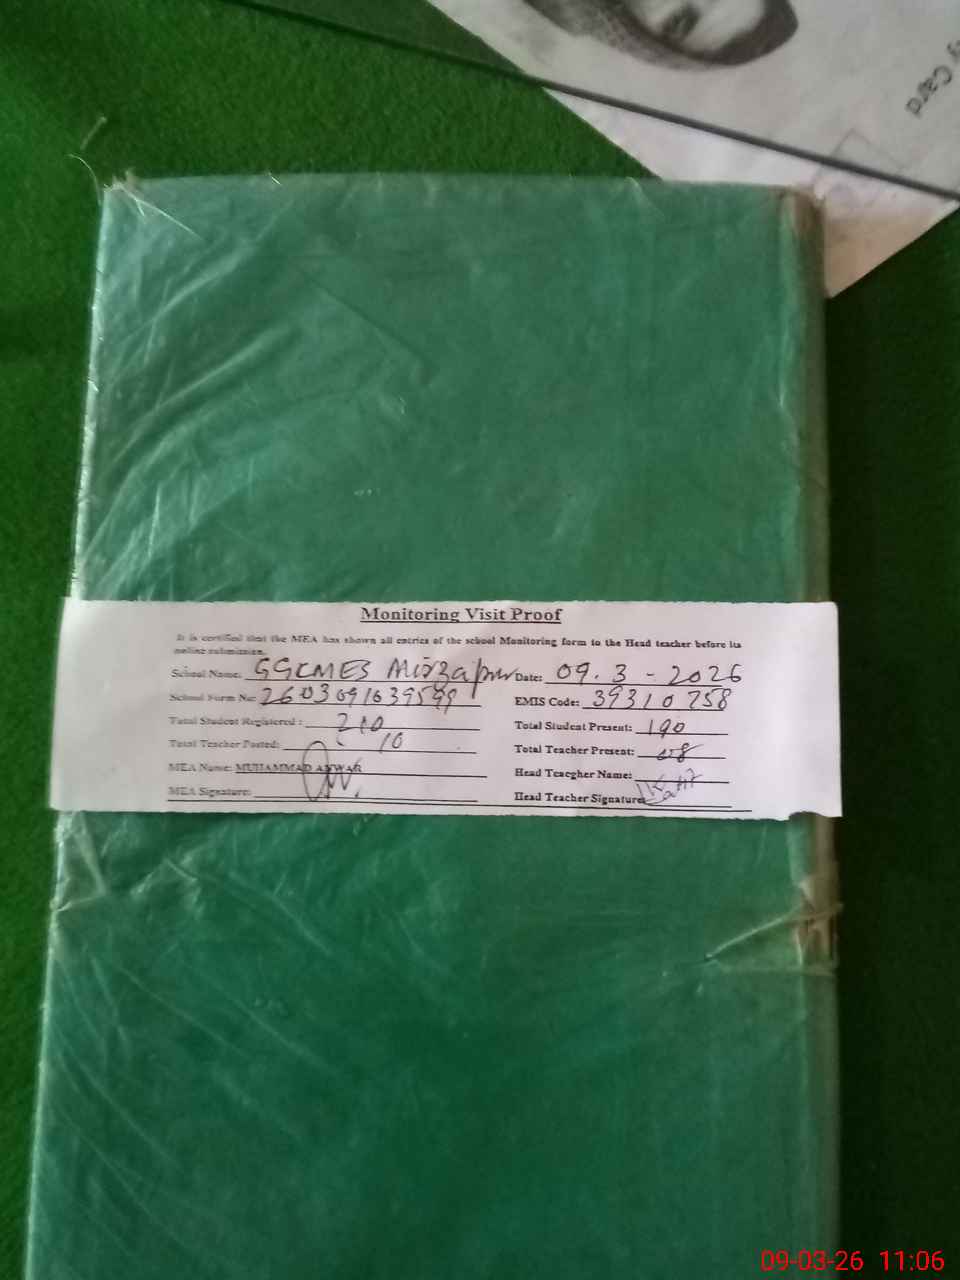 y Card
Monitoring Visit Proof
It is certified that the MEA has shown all entries of the school Monitoring form to the Head teacher before its
online submission.
School Name: GGCMES Mirzapur Date: 09.3-2026
School Form No: 2603091639599 EMIS Code: 39310758
Total Student Registered : 210 Total Student Present: 190
Total Teacher Posted: 10 Total Teacher Present: 08
MEA Name: MUHAMMAD ANWAR Head Teacgher Name:
MEA Signature: Head Teacher Signature:
09-03-26 11:06